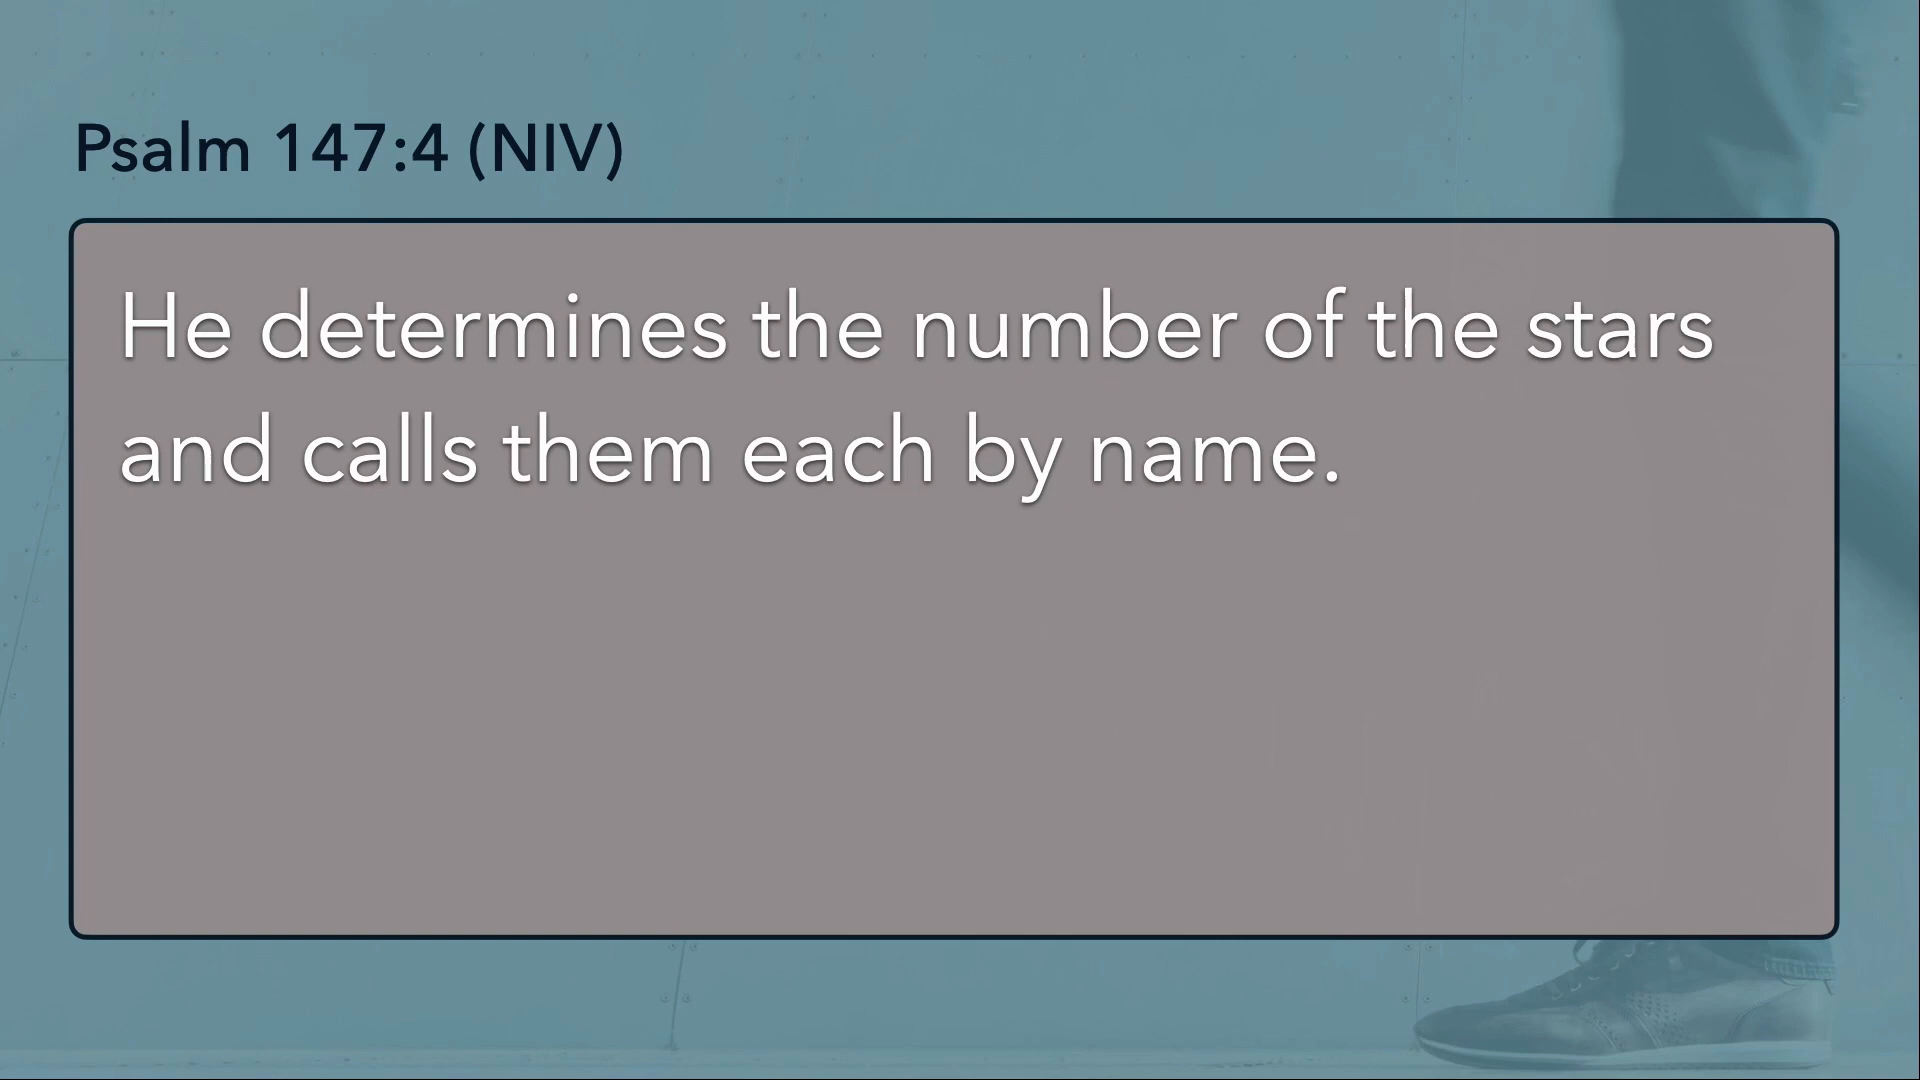 Psalm 147:4 (NIV)
He determines the number of the stars
and calls them each by name.